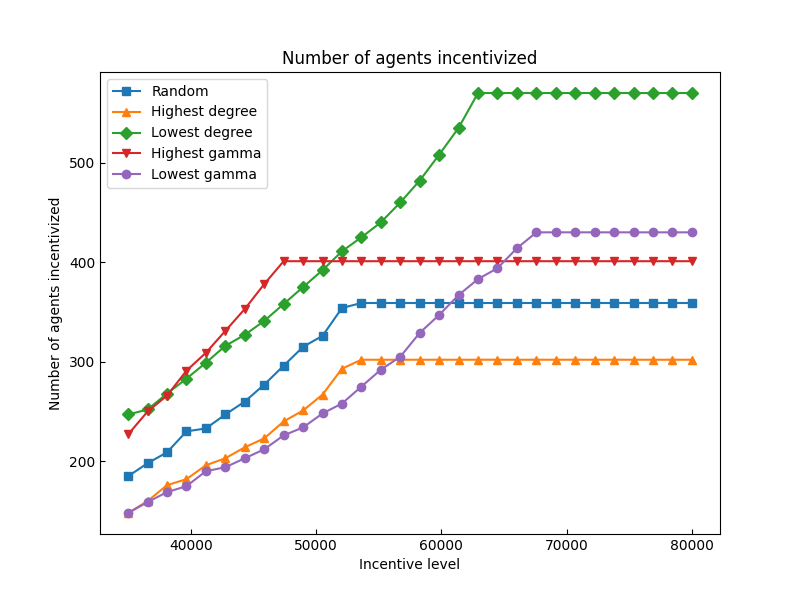 Number of agents incentivized
Random
Highest degree
Lowest degree
Highest gamma
Lowest gamma
Number of agents incentivized
500
400
300
200
40000 50000 60000 70000 80000
Incentive level